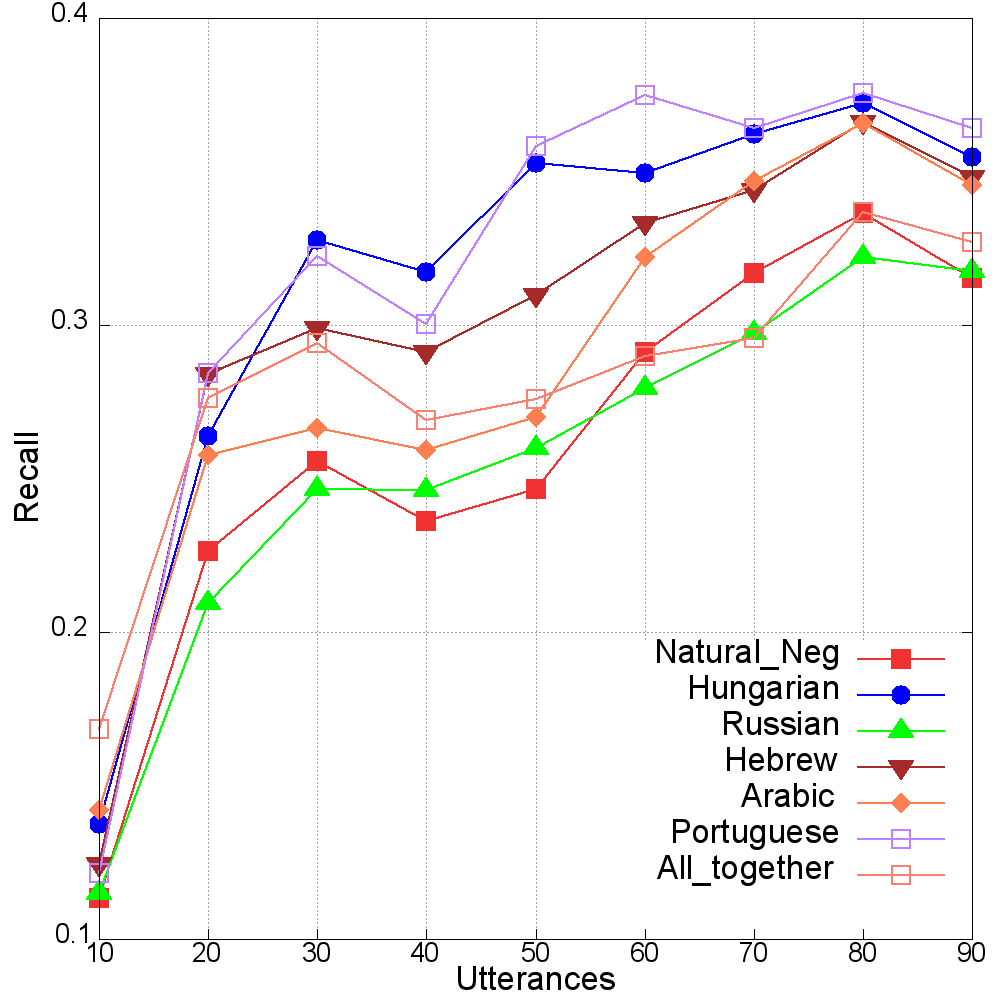 0.4
0.3
0.2
0.1
Recall
Natural_Neg
Hungarian
Russian
Hebrew
Arabic
Portuguese
All_together
10 20 30 40 50 60 70 80 90
Utterances